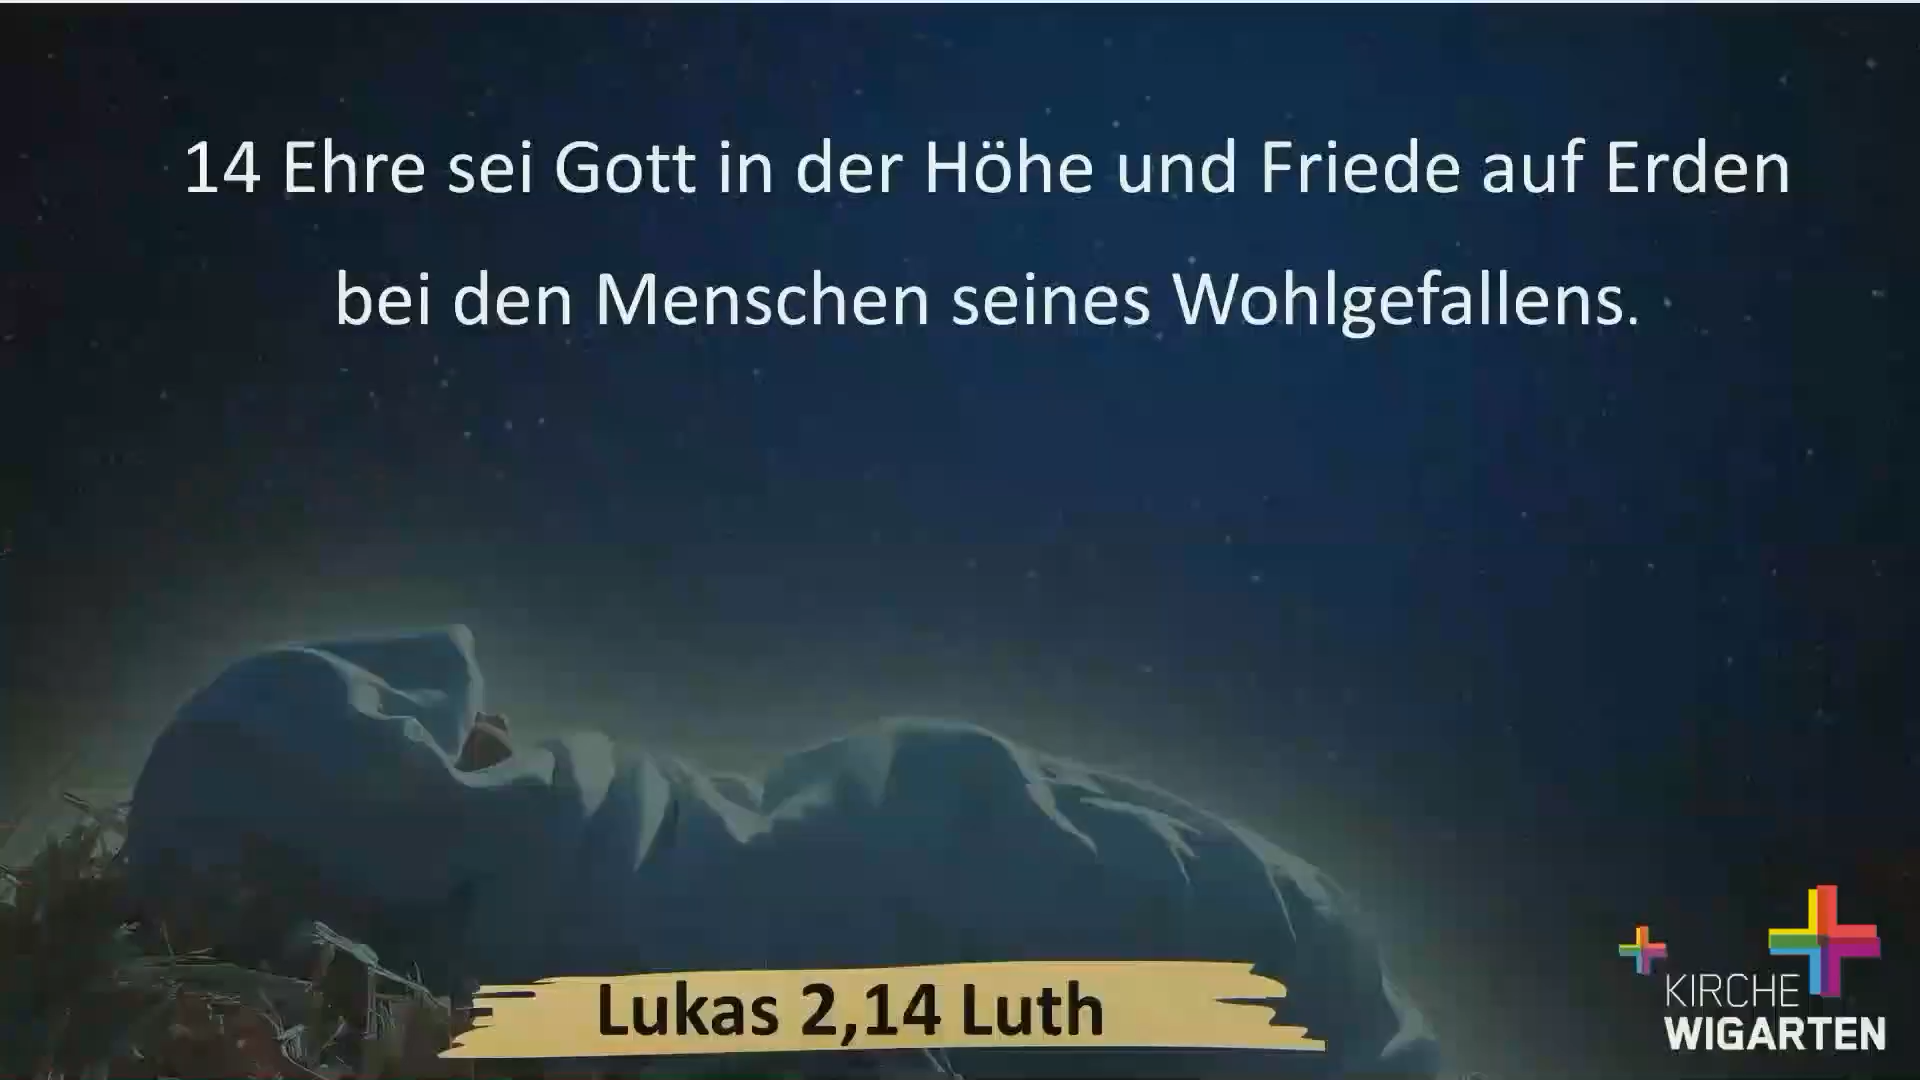 14 Ehre sei Gott in der Höhe und Friede auf Erden
bei den Menschen seines Wohlgefallens.
Lukas 2,14 Luth
KIRCHE
WIGARTEN